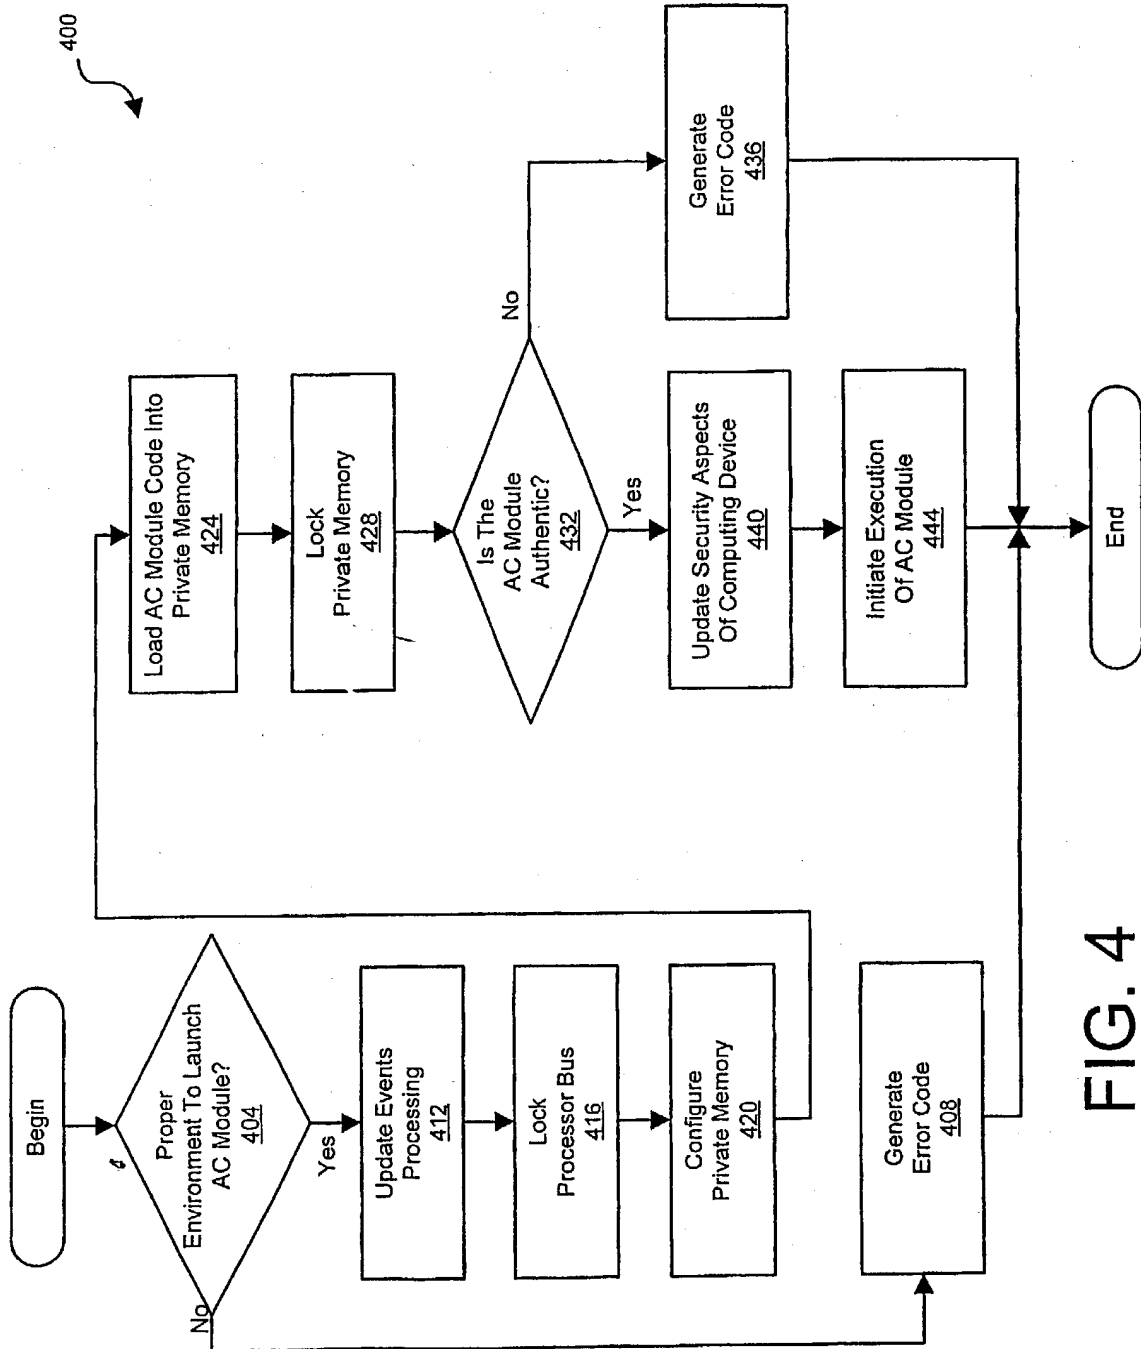 400
Begin
Proper
Environment To Launch
AC Module?
404
No
Yes
Update Events
Processing
412
Lock
Processor Bus
416
Configure
Private Memory
420
Generate
Error Code
408
Load AC Module Code Into
Private Memory
424
Lock
Private Memory
428
Is The
AC Module
Authentic?
432
No
Yes
Generate
Error Code
436
Update Security Aspects
Of Computing Device
440
Initiate Execution
Of AC Module
444
End
FIG. 4